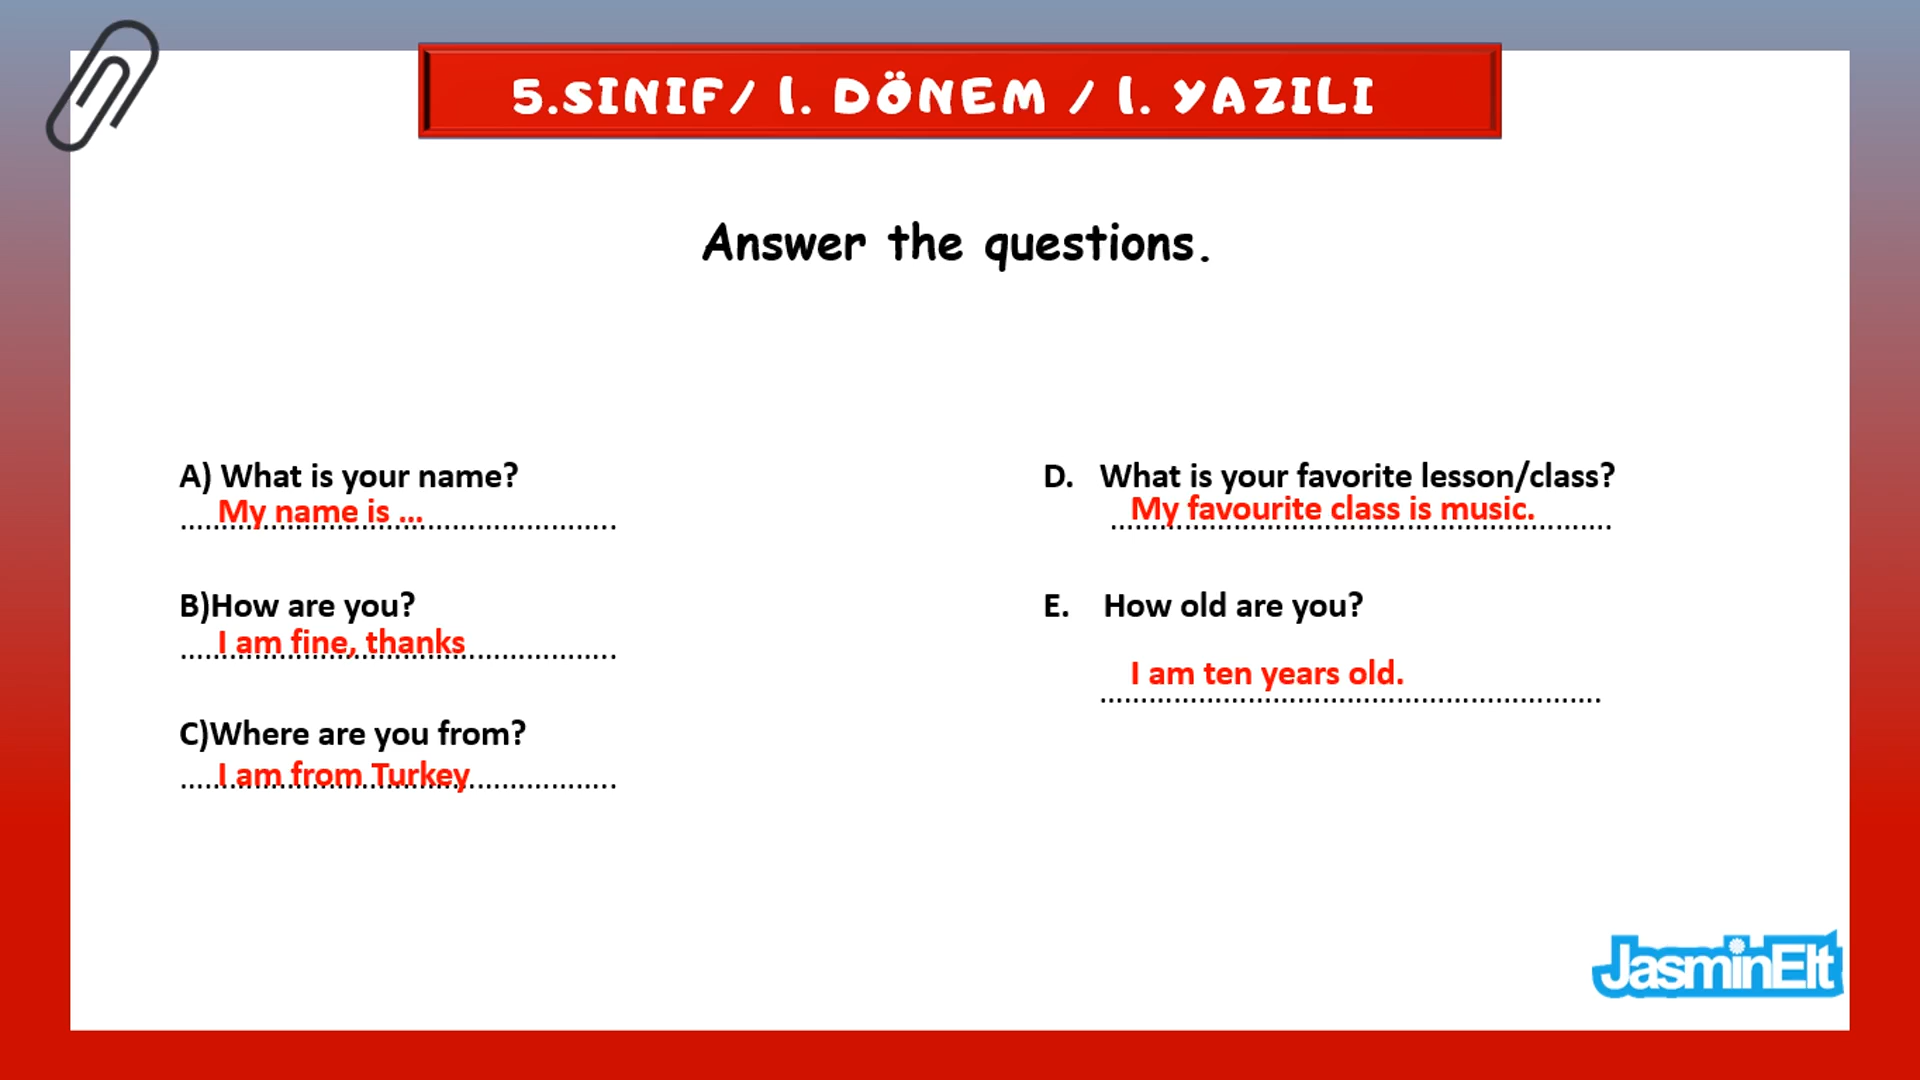 5.SINIF/ 1. DÖNEM / 1. YAZILI
Answer the questions.
A) What is your name?
My name is ...
B)How are you?
I am fine, thanks
C)Where are you from?
I am from Turkey
D. What is your favorite lesson/class?
My favourite class is music.
E. How old are you?
I am ten years old.
JasminElt